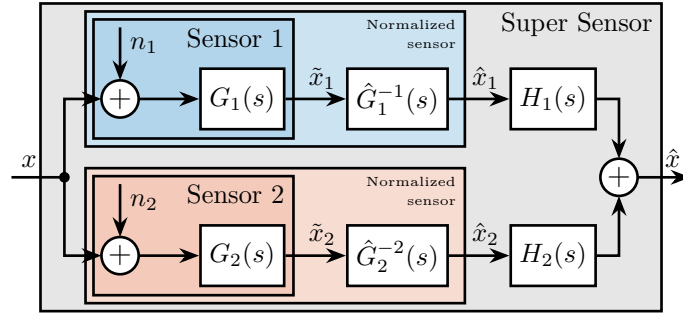 Super Sensor
Normalized
sensor
Sensor 1
n₁
+
G₁(s)
x̃₁
Ĝ₁⁻¹(s)
x̂₁
H₁(s)
x
+
x̂
Normalized
sensor
Sensor 2
n₂
+
G₂(s)
x̃₂
Ĝ₂⁻²(s)
x̂₂
H₂(s)